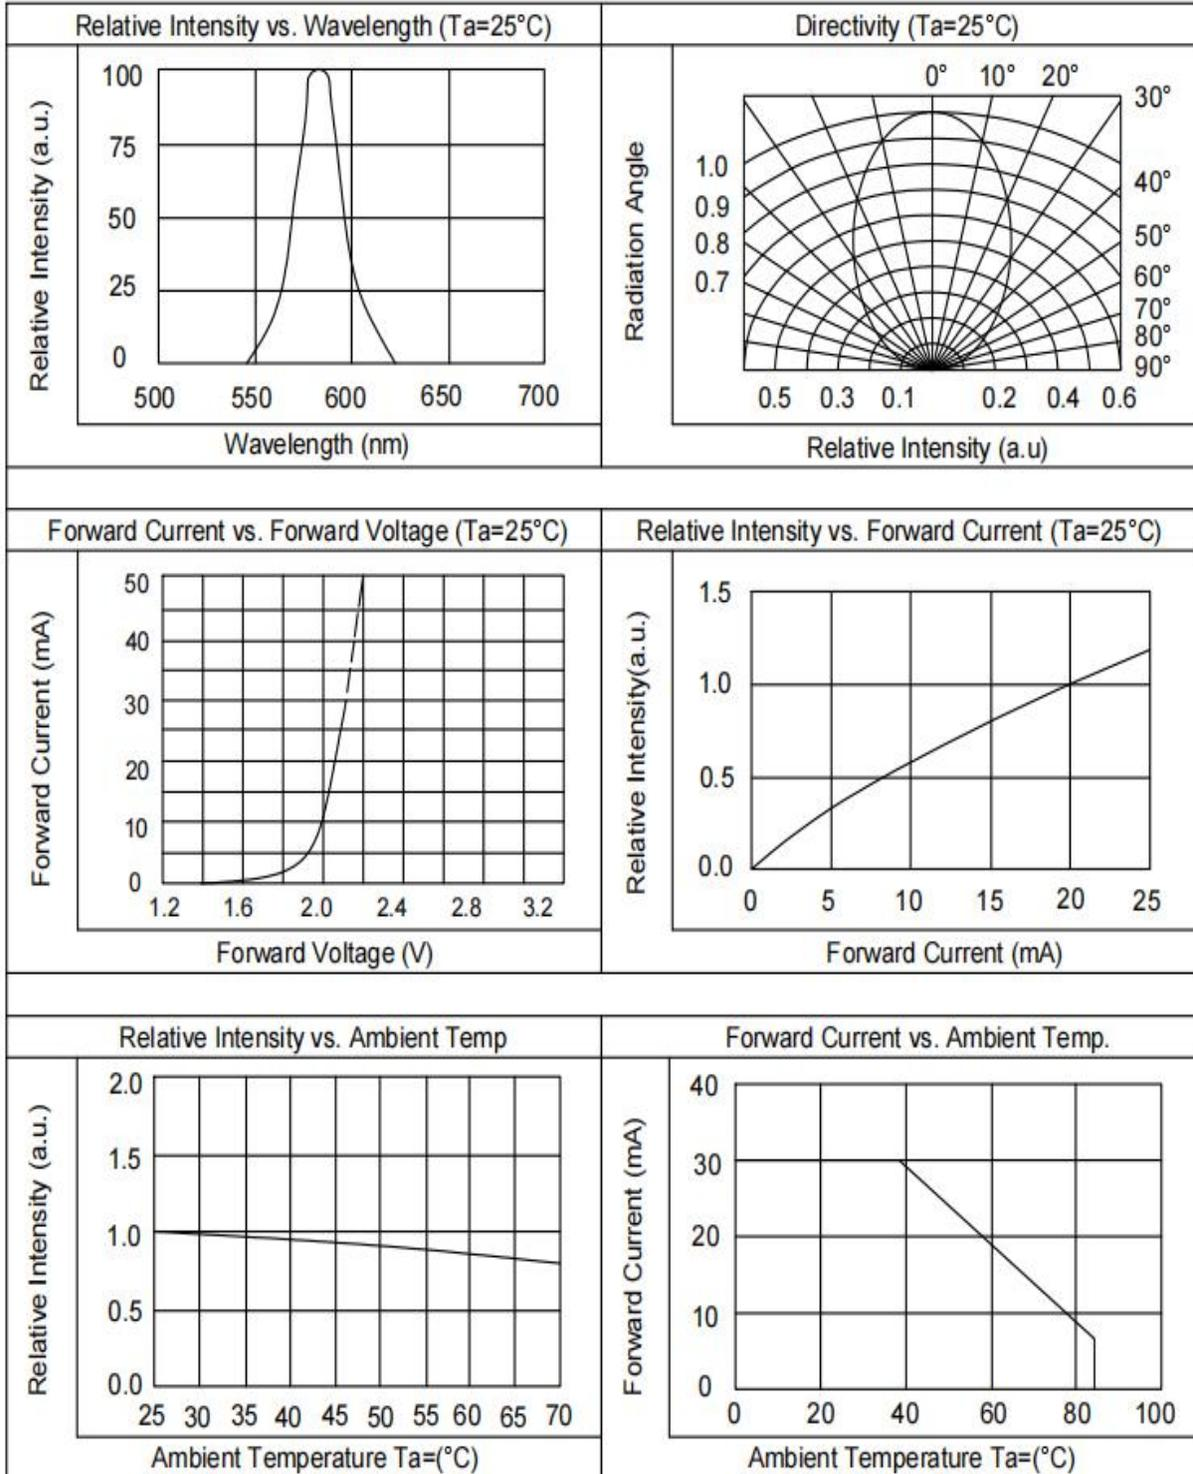 Relative Intensity vs. Wavelength (Ta=25°C)
Relative Intensity (a.u.)
100
75
50
25
0
500 550 600 650 700
Wavelength (nm)
Directivity (Ta=25°C)
Radiation Angle
0° 10° 20°
30°
40°
50°
60°
70°
80°
90°
1.0
0.9
0.8
0.7
0.5 0.3 0.1 0.2 0.4 0.6
Relative Intensity (a.u)
Forward Current vs. Forward Voltage (Ta=25°C)
Forward Current (mA)
50
40
30
20
10
0
1.2 1.6 2.0 2.4 2.8 3.2
Forward Voltage (V)
Relative Intensity vs. Forward Current (Ta=25°C)
Relative Intensity(a.u.)
1.5
1.0
0.5
0.0
0 5 10 15 20 25
Forward Current (mA)
Relative Intensity vs. Ambient Temp
Relative Intensity (a.u.)
2.0
1.5
1.0
0.5
0.0
25 30 35 40 45 50 55 60 65 70
Ambient Temperature Ta=(°C)
Forward Current vs. Ambient Temp.
Forward Current (mA)
40
30
20
10
0
0 20 40 60 80 100
Ambient Temperature Ta=(°C)